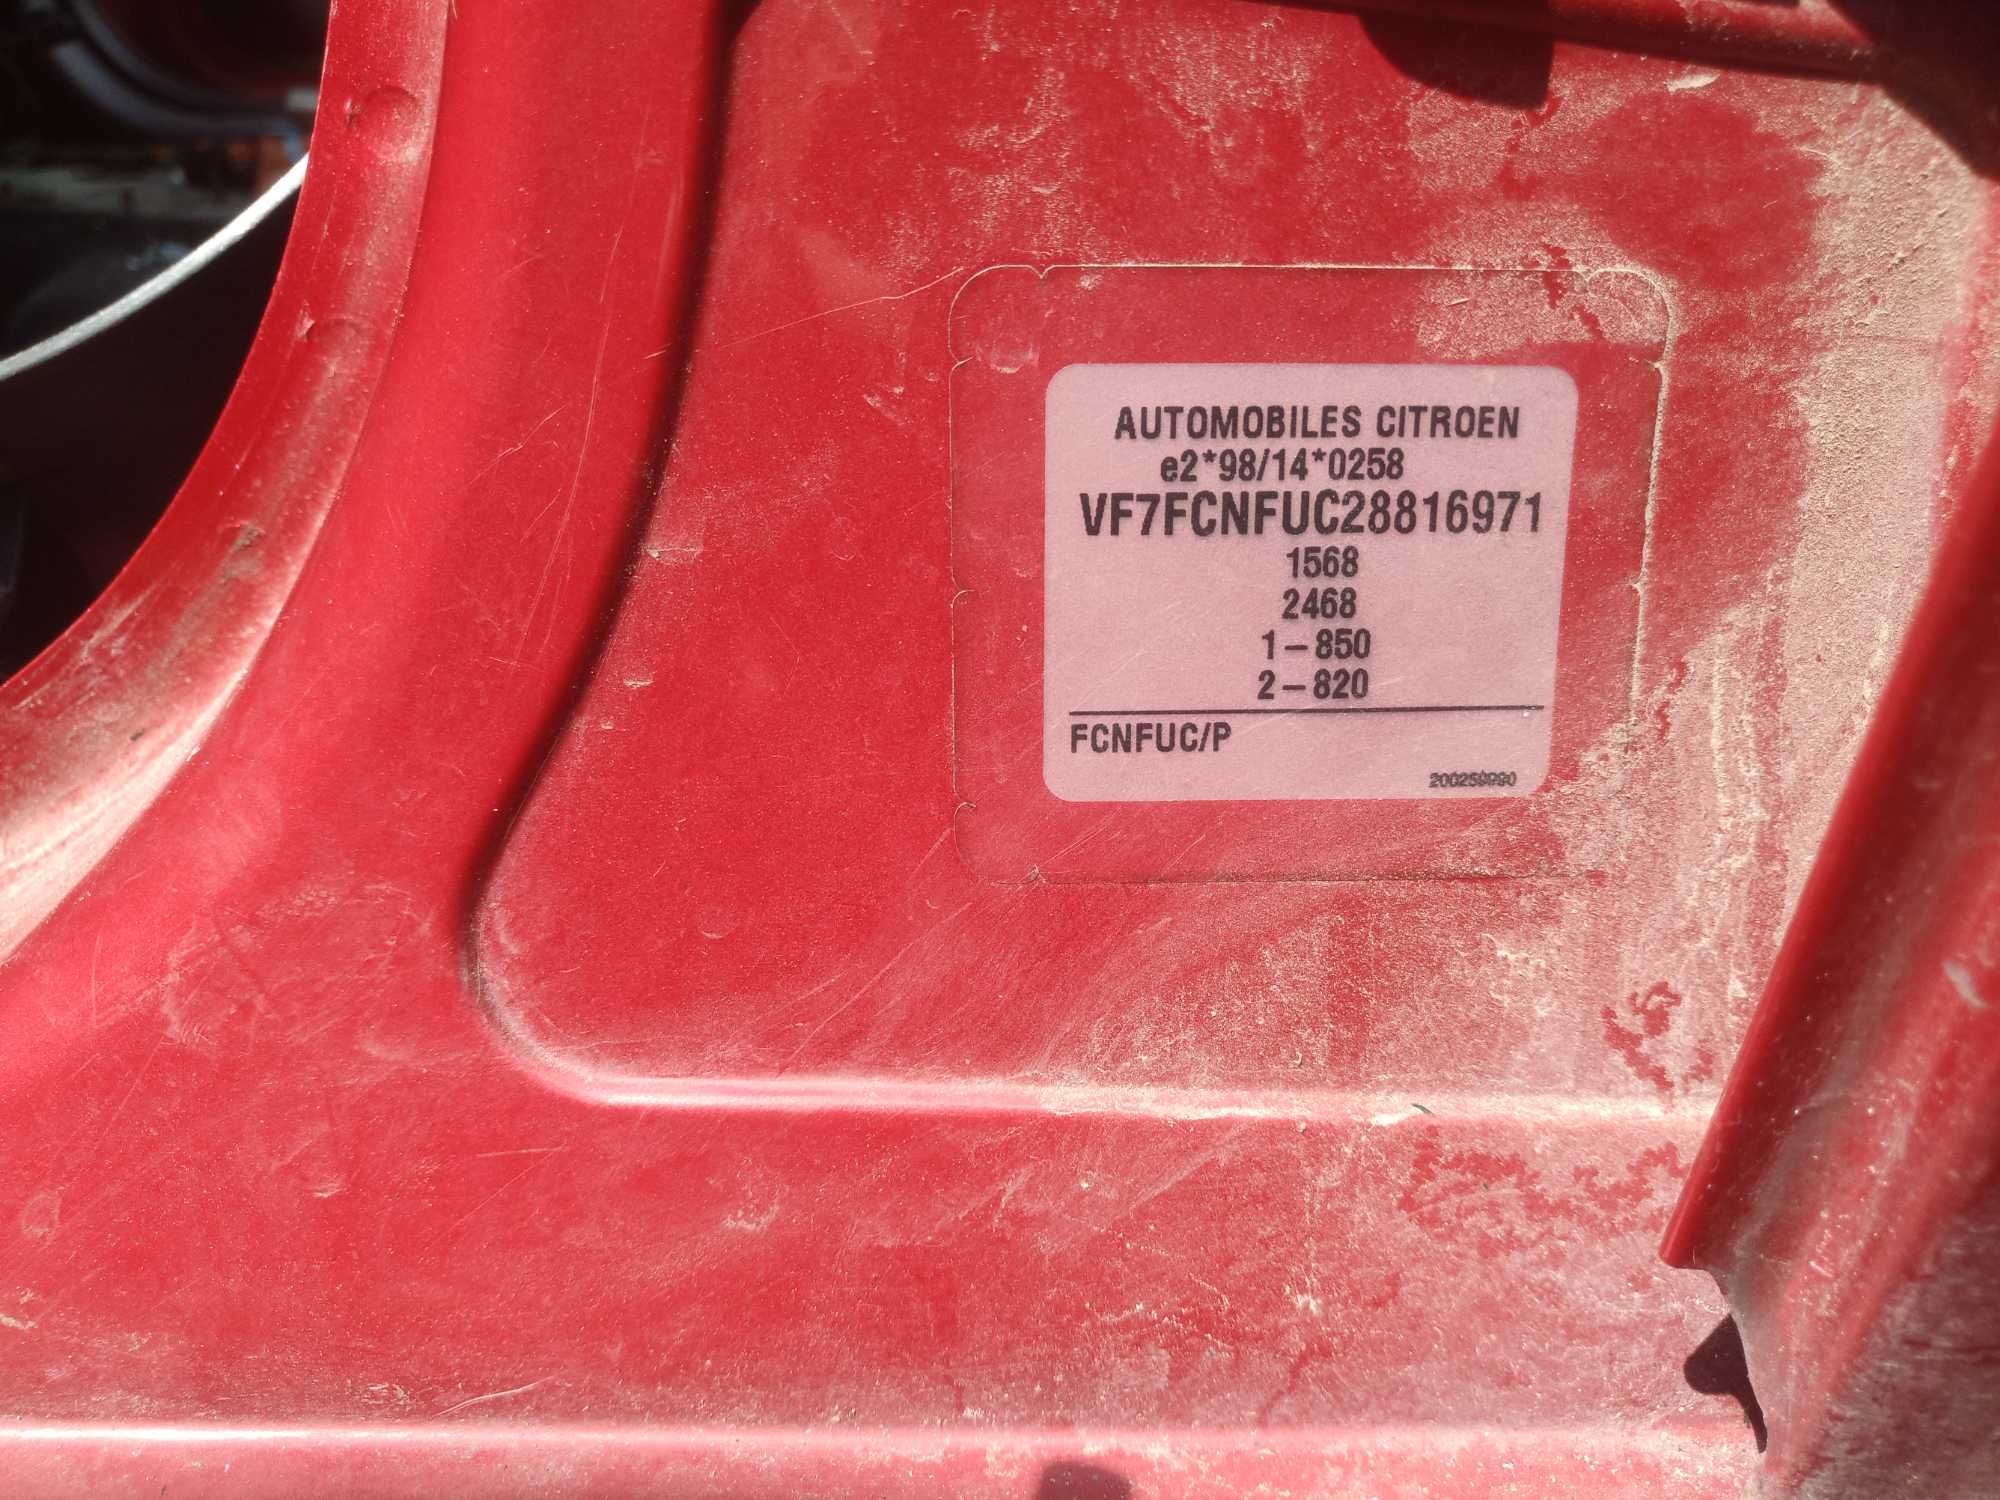 AUTOMOBILES CITROEN
e2*98/14*0258
VF7FCNFUC28816971
1568
2468
1-850
2-820
FCNFUC/P